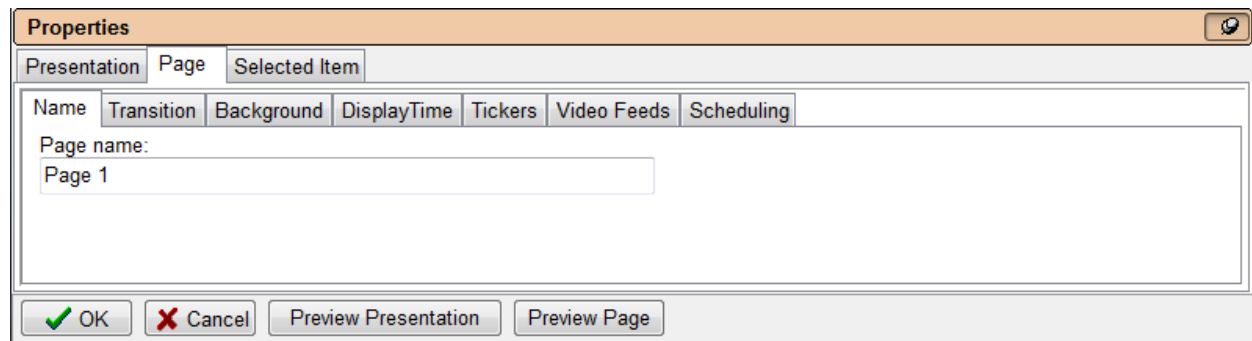 Properties
Presentation Page Selected Item
Name Transition Background DisplayTime Tickers Video Feeds Scheduling
Page name:
Page 1
OK Cancel Preview Presentation Preview Page